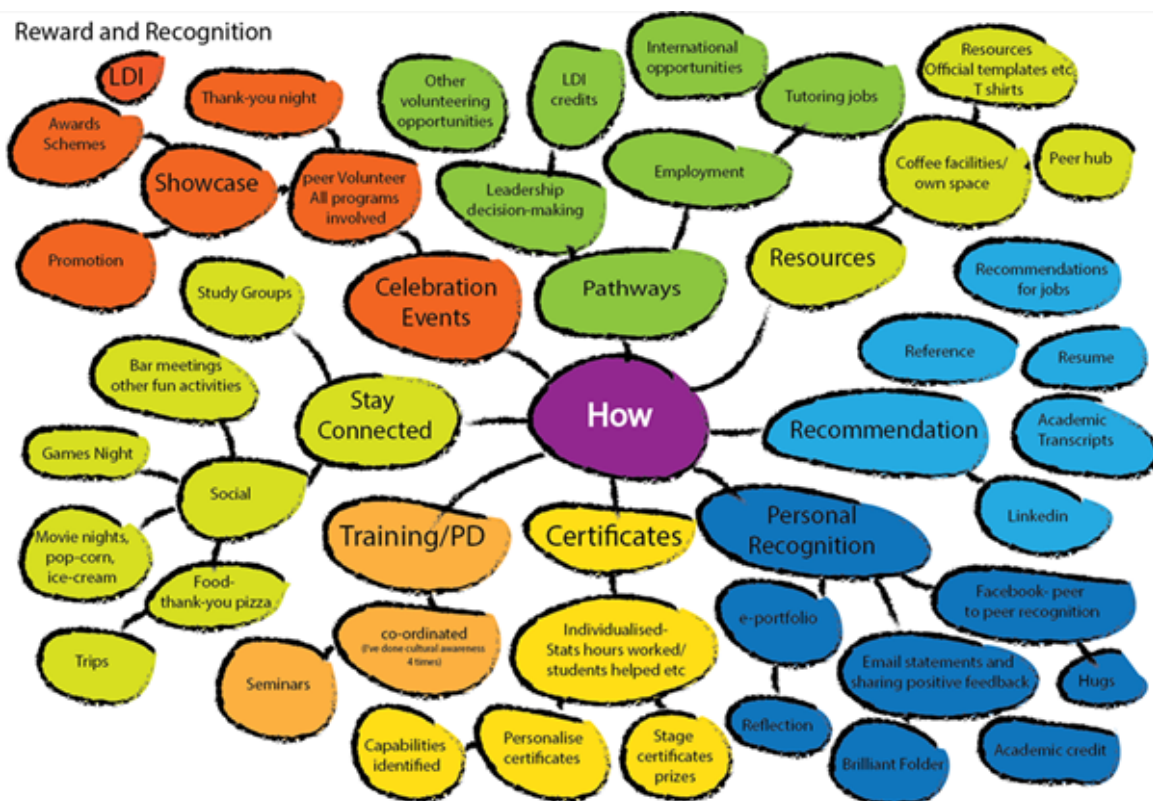 Reward and Recognition
LDI
Awards
Schemes
Thank-you night
Showcase
peer Volunteer
All programs
involved
Promotion
Celebration
Events
Other
volunteering
opportunities
LDI
credits
Leadership
decision-making
International
opportunities
Tutoring jobs
Employment
Pathways
Resources
Official templates etc
T shirts
Coffee facilities/
own space
Peer hub
Resources
Recommendations
for jobs
Reference
Resume
Recommendation
Academic
Transcripts
Linkedin
How
Study Groups
Bar meetings
other fun activities
Stay
Connected
Games Night
Social
Movie nights,
pop-corn,
ice-cream
Food-
thank-you pizza
Trips
Training/PD
co-ordinated
(I've done cultural awareness
4 times)
Seminars
Certificates
Individualised-
Stats hours worked/
students helped etc
Capabilities
identified
Personalise
certificates
Stage
certificates
prizes
Personal
Recognition
e-portfolio
Reflection
Facebook- peer
to peer recognition
Email statements and
sharing positive feedback
Hugs
Brilliant Folder
Academic credit